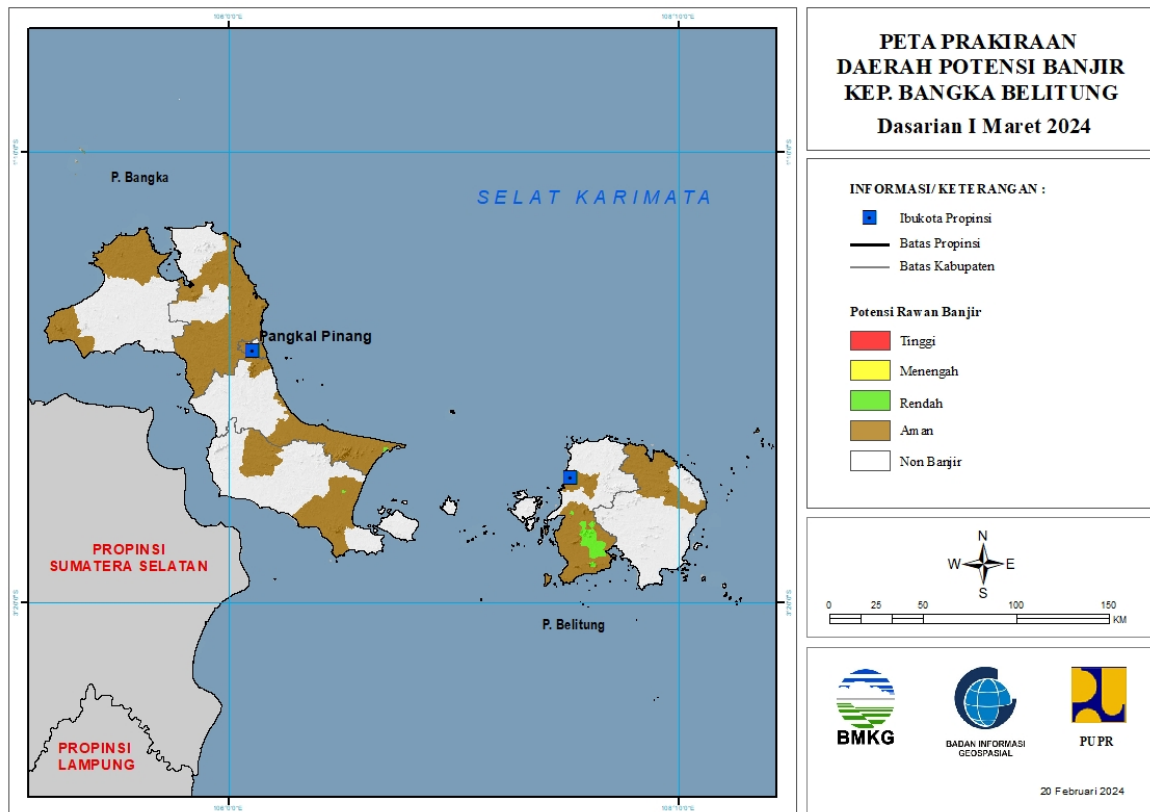 PETA PRAKIRAAN
DAERAH POTENSI BANJIR
KEP. BANGKA BELITUNG
Dasarian I Maret 2024
INFORMASI/ KETERANGAN :
Ibukota Propinsi
Batas Propinsi
Batas Kabupaten
Potensi Rawan Banjir
Tinggi
Menengah
Rendah
Aman
Non Banjir
N
W E
S
0 25 50 100 150
KM
BMKG
BADAN INFORMASI
GEOSPASIAL
PUPR
20 Februari 2024
P. Bangka
SELAT KARIMATA
Pangkal Pinang
PROPINSI
SUMATERA SELATAN
P. Belitung
PROPINSI
LAMPUNG